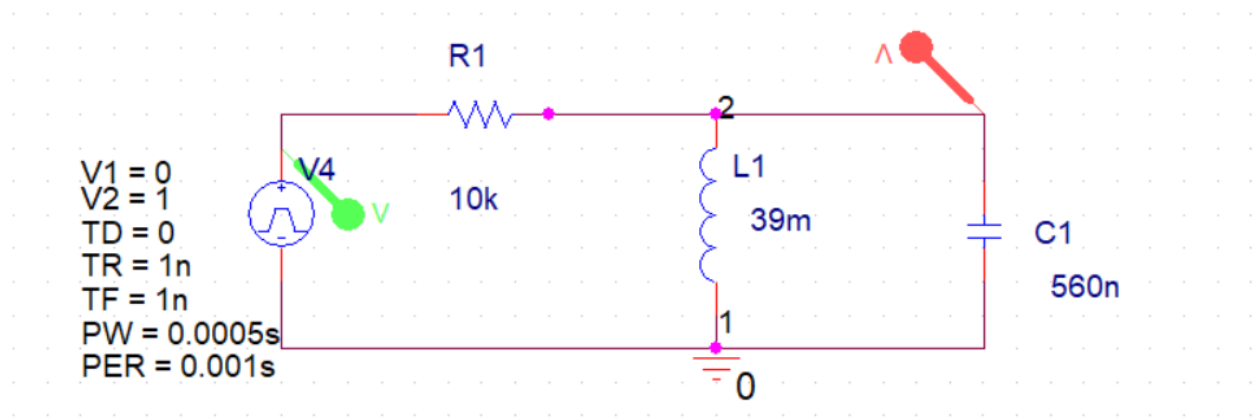 R1
V
2
V4
L1
V1 = 0
V2 = 1
TD = 0
TR = 1n
TF = 1n
PW = 0.0005s
PER = 0.001s
V
10k
39m
C1
560n
1
0